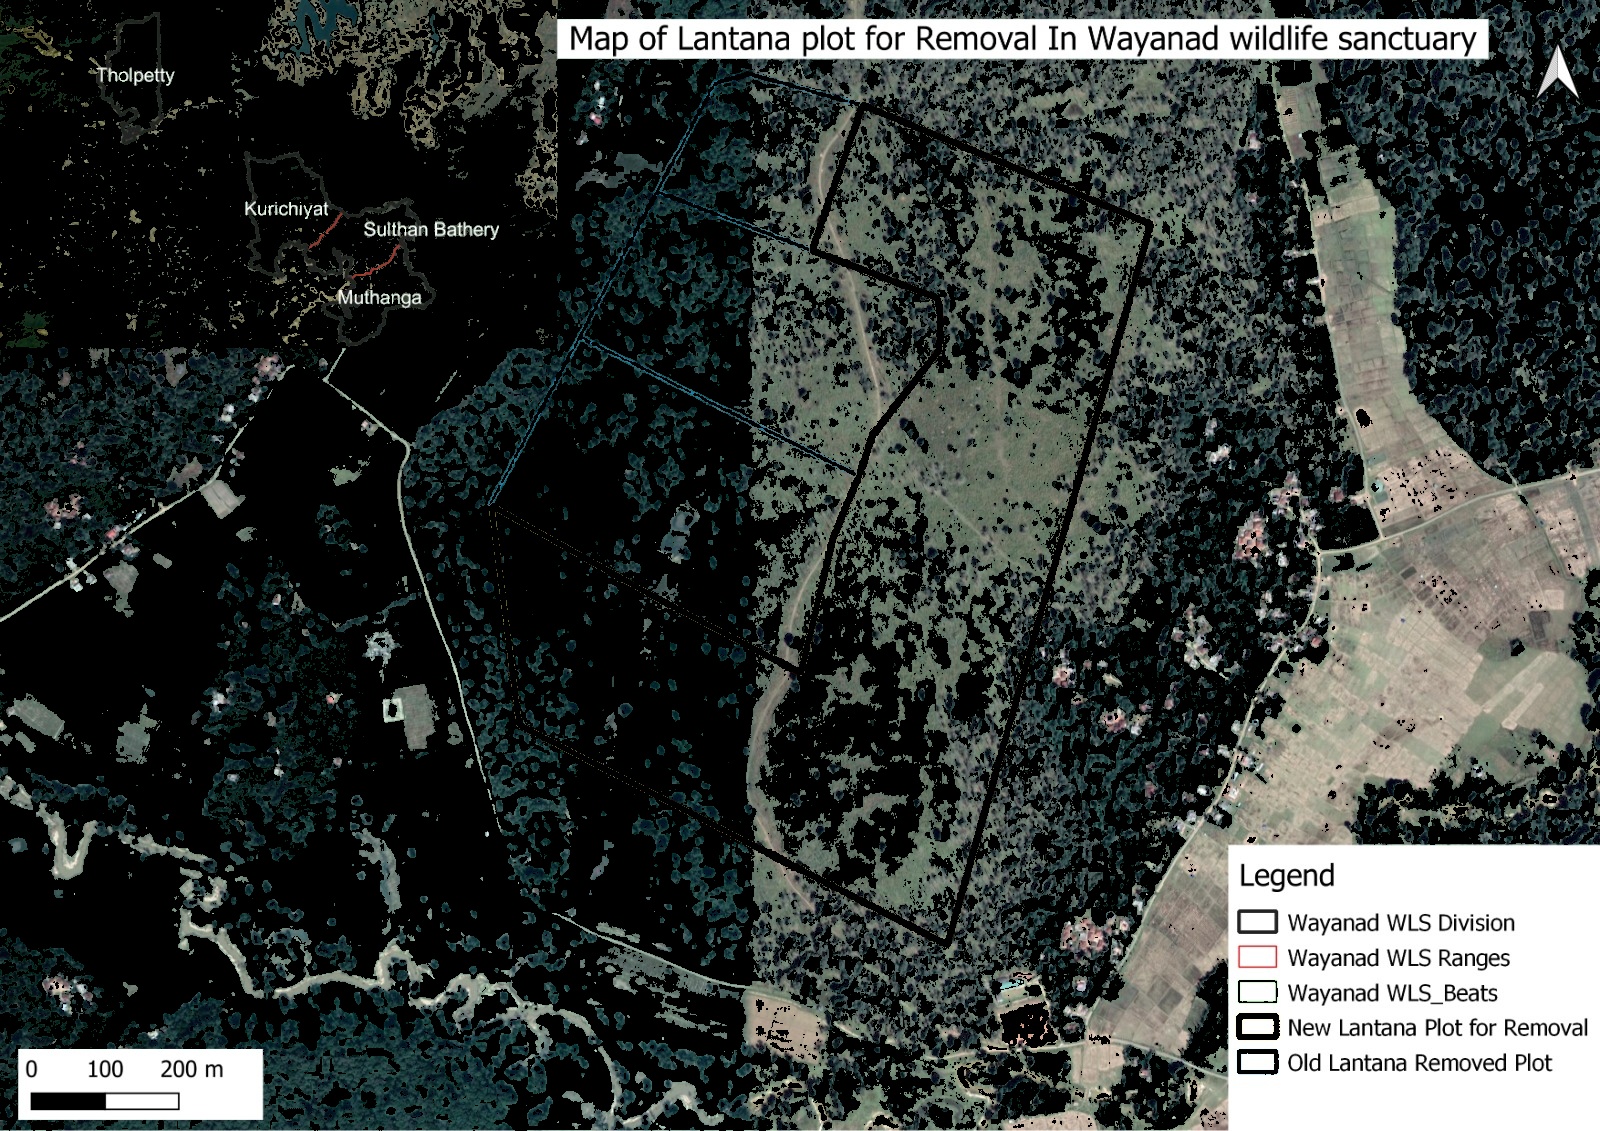 Map of Lantana plot for Removal In Wayanad wildlife sanctuary
Tholpetty
Kurichiyat
Sulthan Bathery
Muthanga
Legend
Wayanad WLS Division
Wayanad WLS Ranges
Wayanad WLS_Beats
New Lantana Plot for Removal
Old Lantana Removed Plot
0 100 200 m